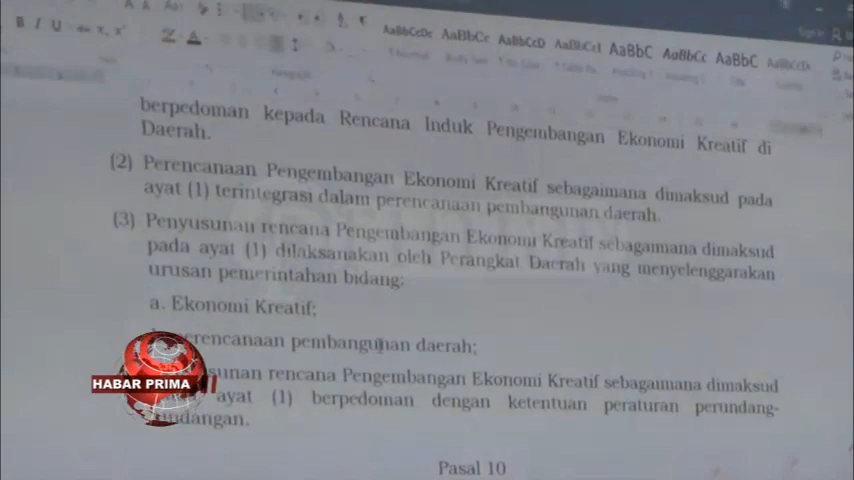 B I U
AaBbCcDc AaBbCc AaBbCcD AaBbCcI AaBbC AaBbCc AaBbC AaBbCcDc
berpedoman kepada Rencana Induk Pengembangan Ekonomi Kreatif di
Daerah.
(2) Perencanaan Pengembangan Ekonomi Kreatif sebagaimana dimaksud pada
ayat (1) terintegrasi dalam perencanaan pembangunan daerah.
(3) Penyusunan rencana Pengembangan Ekonomi Kreatif sebagaimana dimaksud
pada ayat (1) dilaksanakan oleh Perangkat Daerah yang menyelenggarakan
urusan pemerintahan bidang:
a. Ekonomi Kreatif;
perencanaan pembangunan daerah;
usunan rencana Pengembangan Ekonomi Kreatif sebagaimana dimaksud
ayat (1) berpedoman dengan ketentuan peraturan perundang-
undangan.
Pasal 10
HABAR PRIMA